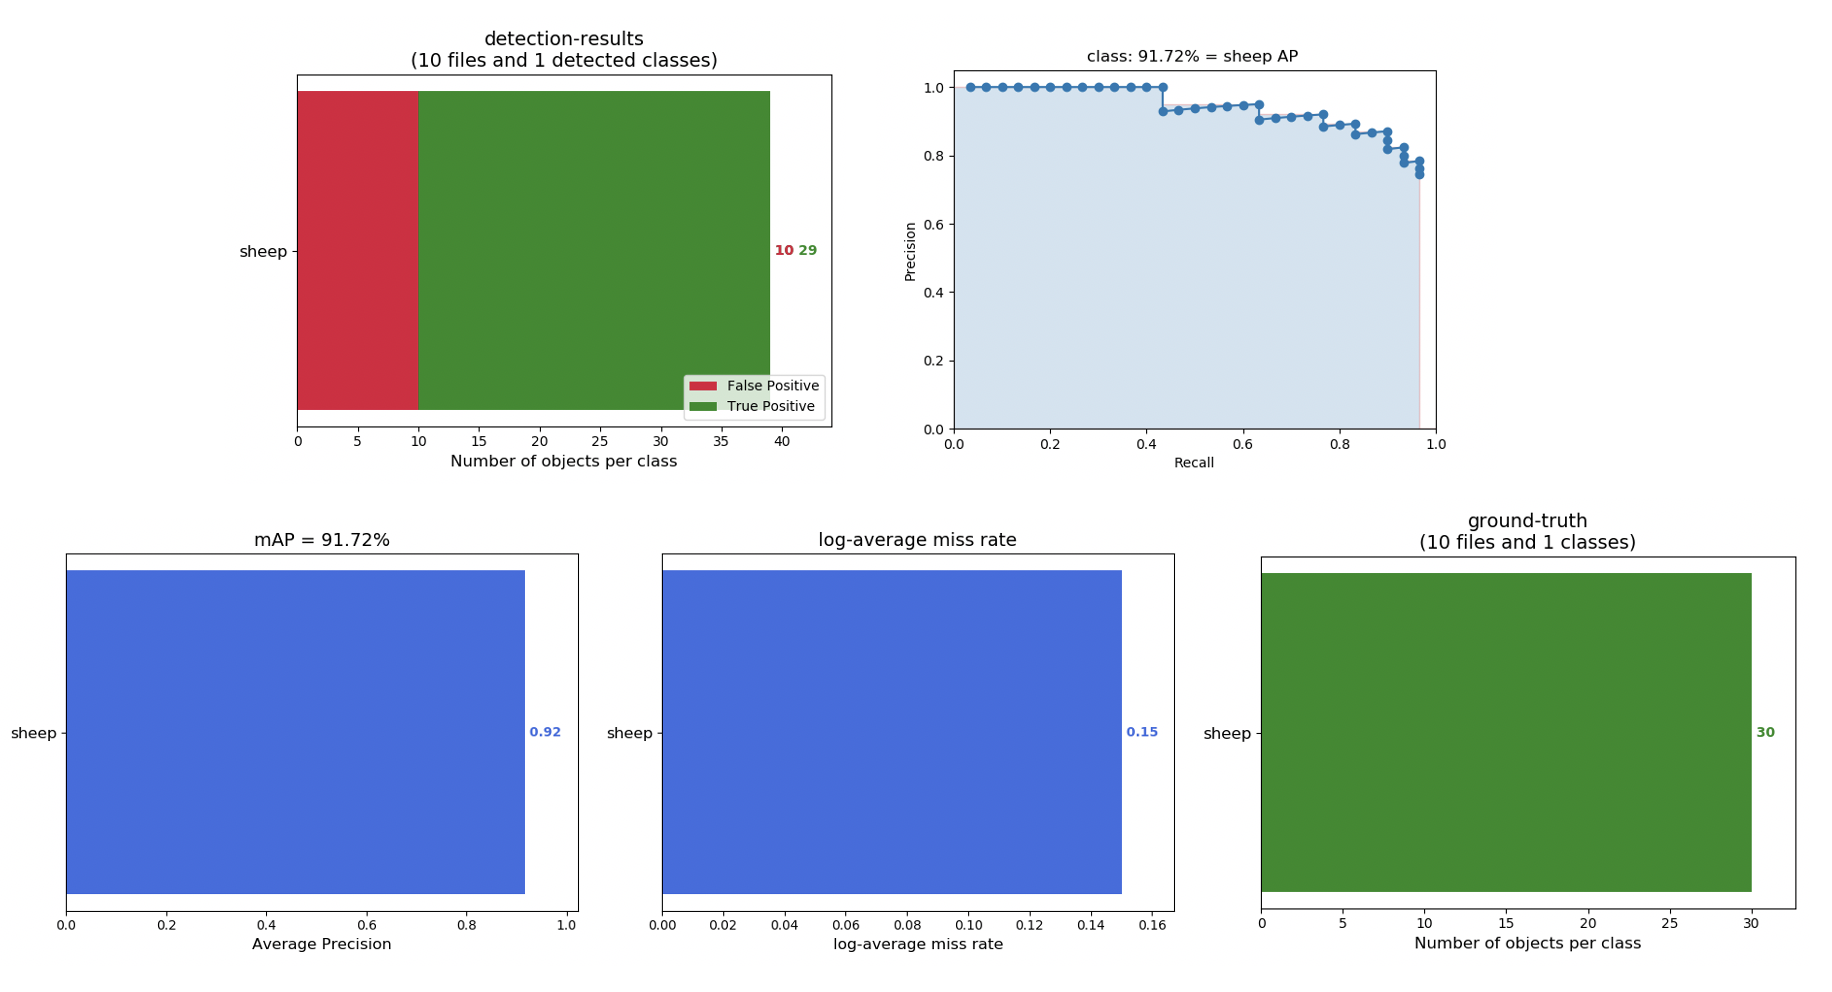 detection-results
(10 files and 1 detected classes)
sheep
10 29
False Positive
True Positive
0 5 10 15 20 25 30 35 40
Number of objects per class
class: 91.72% = sheep AP
1.0
0.8
0.6
0.4
0.2
0.0
Precision
0.0 0.2 0.4 0.6 0.8 1.0
Recall
mAP = 91.72%
sheep
0.92
0.0 0.2 0.4 0.6 0.8 1.0
Average Precision
log-average miss rate
sheep
0.15
0.00 0.02 0.04 0.06 0.08 0.10 0.12 0.14 0.16
log-average miss rate
ground-truth
(10 files and 1 classes)
sheep
30
0 5 10 15 20 25 30
Number of objects per class